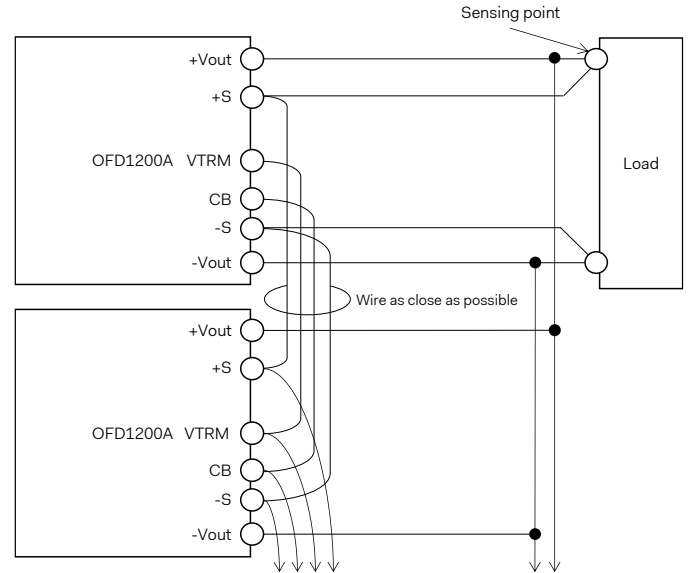 Sensing point
+Vout
+S
OFD1200A VTRM
Load
CB
-S
-Vout
Wire as close as possible
+Vout
+S
OFD1200A VTRM
CB
-S
-Vout